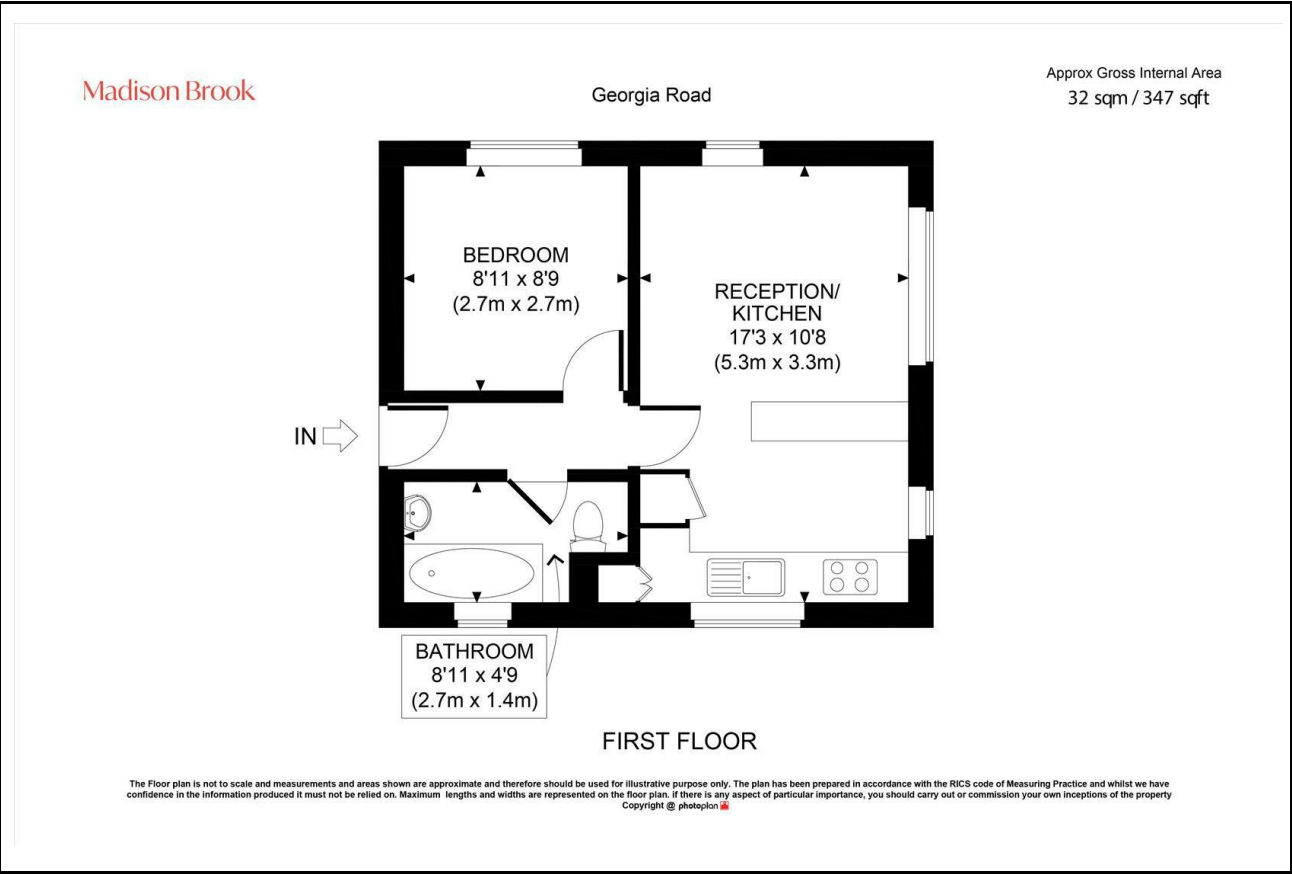 Madison Brook
Georgia Road
Approx Gross Internal Area
32 sqm / 347 sqft
BEDROOM
8'11 x 8'9
(2.7m x 2.7m)
RECEPTION/
KITCHEN
17'3 x 10'8
(5.3m x 3.3m)
IN
BATHROOM
8'11 x 4'9
(2.7m x 1.4m)
FIRST FLOOR
The Floor plan is not to scale and measurements and areas shown are approximate and therefore should be used for illustrative purpose only. The plan has been prepared in accordance with the RICS code of Measuring Practice and whilst we have
confidence in the information produced it must not be relied on. Maximum lengths and widths are represented on the floor plan. if there is any aspect of particular importance, you should carry out or commission your own inceptions of the property
Copyright @ photoplan